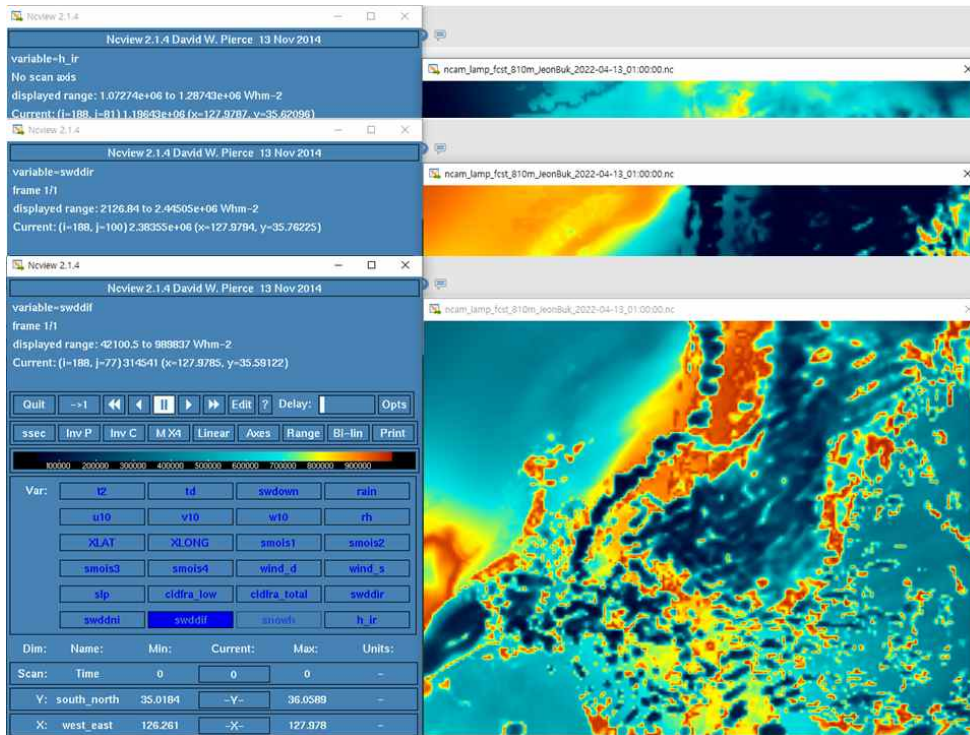 Ncview 2.1.4
Ncview 2.1.4 David W. Pierce 13 Nov 2014
variable=h_ir
No scan axis
displayed range: 1.07274e+06 to 1.28743e+06 Whm-2
Current: (i=188, j=81) 1.19643e+06 (x=127.9787, y=35.62096)
ncam_lamp_fcst_810m_JeonBuk_2022-04-13_01:00:00.nc
Ncview 2.1.4
Ncview 2.1.4 David W. Pierce 13 Nov 2014
variable=swddir
frame 1/1
displayed range: 2126.84 to 2.44505e+06 Whm-2
Current: (i=188, j=100) 2.38355e+06 (x=127.9794, y=35.76225)
ncam_lamp_fcst_810m_JeonBuk_2022-04-13_01:00:00.nc
Ncview 2.1.4
Ncview 2.1.4 David W. Pierce 13 Nov 2014
variable=swddif
frame 1/1
displayed range: 42100.5 to 989837 Whm-2
Current: (i=188, j=77) 314541 (x=127.9785, y=35.59122)
ncam_lamp_fcst_810m_JeonBuk_2022-04-13_01:00:00.nc
Quit ->1 Edit ? Delay: Opts
ssec Inv P Inv C M X4 Linear Axes Range Bl-lin Print
100000 200000 300000 400000 500000 600000 700000 800000 900000
Var: t2 td swdown rain
u10 v10 w10 rh
XLAT XLONG smois1 smois2
smois3 smois4 wind_d wind_s
slp cldfra_low cldfra_total swddir
swddni swddif snowh h_ir
Dim: Name: Min: Current: Max: Units:
Scan: Time 0 0 0 -
Y: south_north 35.0184 -Y- 36.0589 -
X: west_east 126.261 -X- 127.978 -